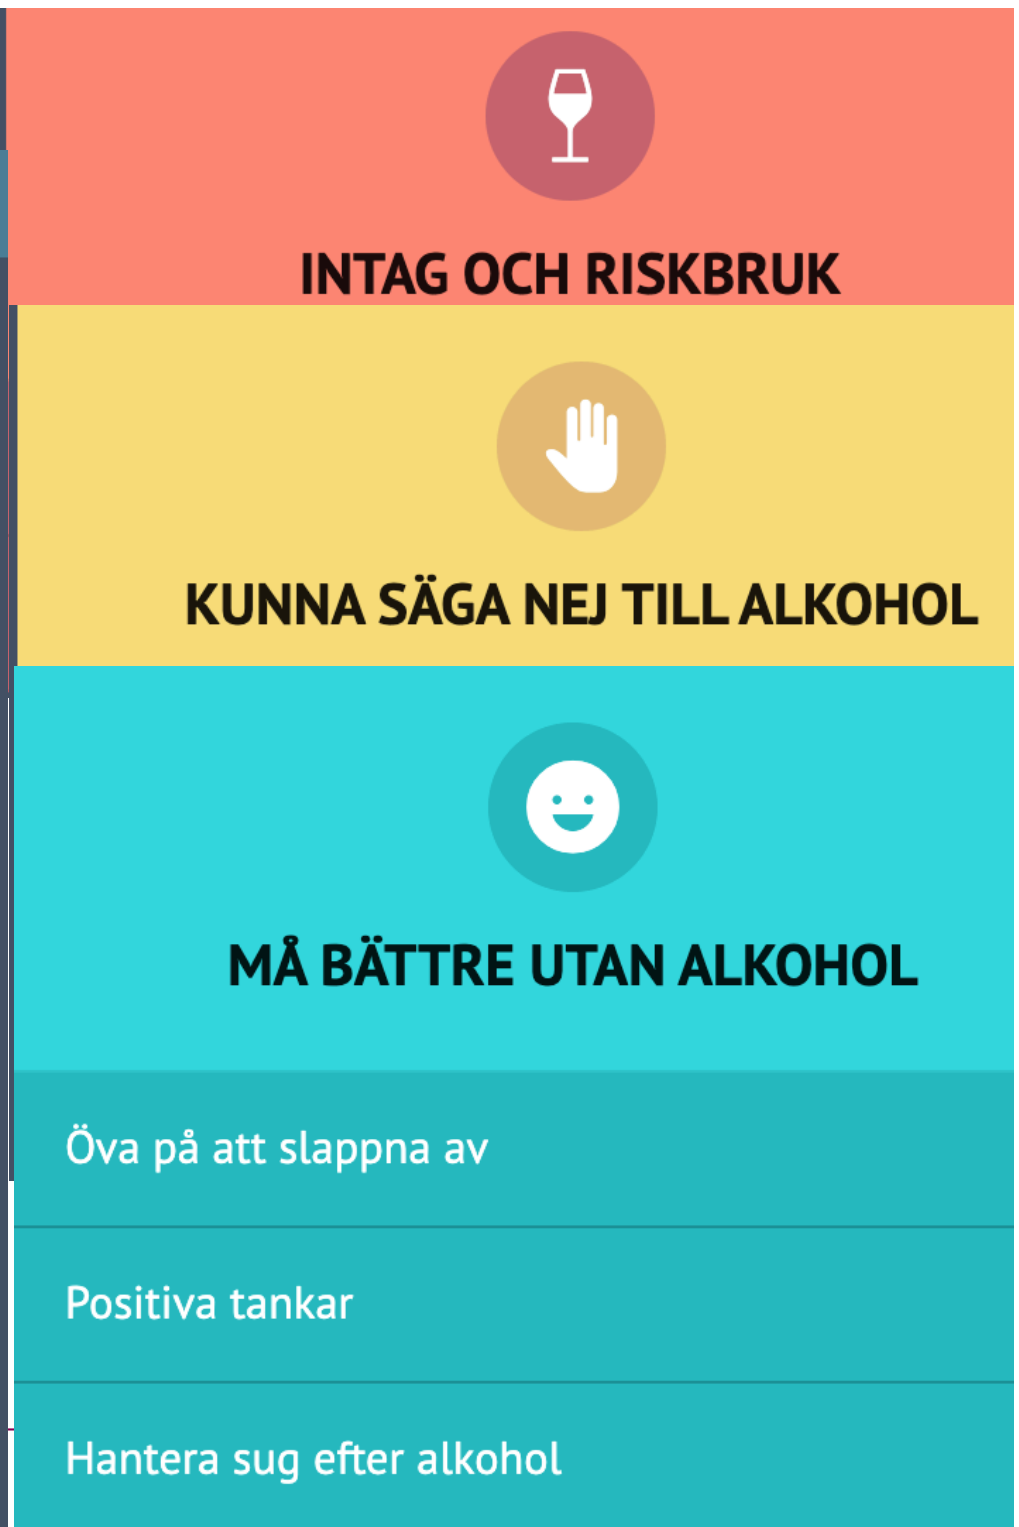 INTAG OCH RISKBRUK
KUNNA SÄGA NEJ TILL ALKOHOL
MÅ BÄTTRE UTAN ALKOHOL
Öva på att slappna av
Positiva tankar
Hantera sug efter alkohol